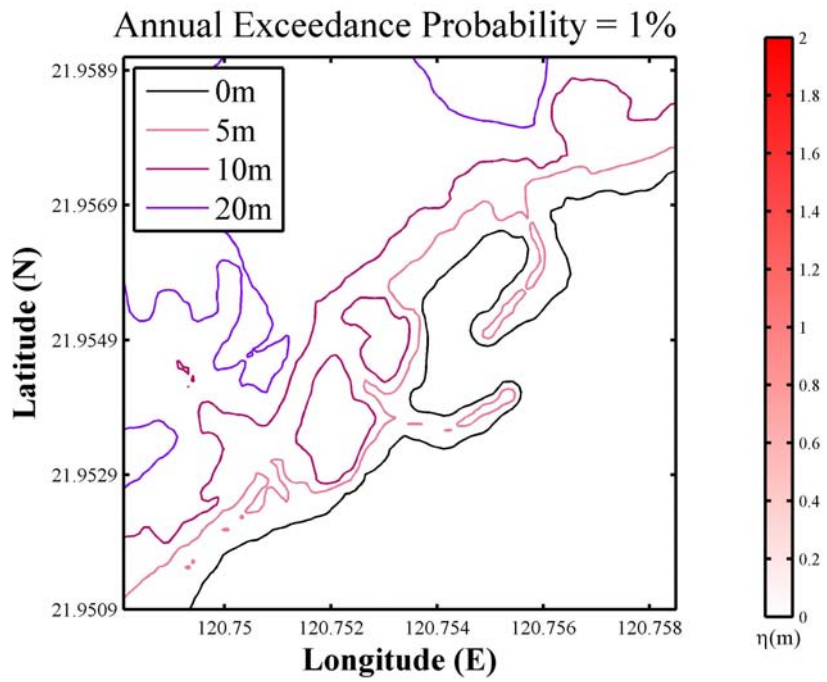 Annual Exceedance Probability = 1%
0m
5m
10m
20m
21.9589
21.9569
21.9549
21.9529
21.9509
Latitude (N)
120.75
120.752
120.754
120.756
120.758
Longitude (E)
2
1.8
1.6
1.4
1.2
1
0.8
0.6
0.4
0.2
0
η(m)